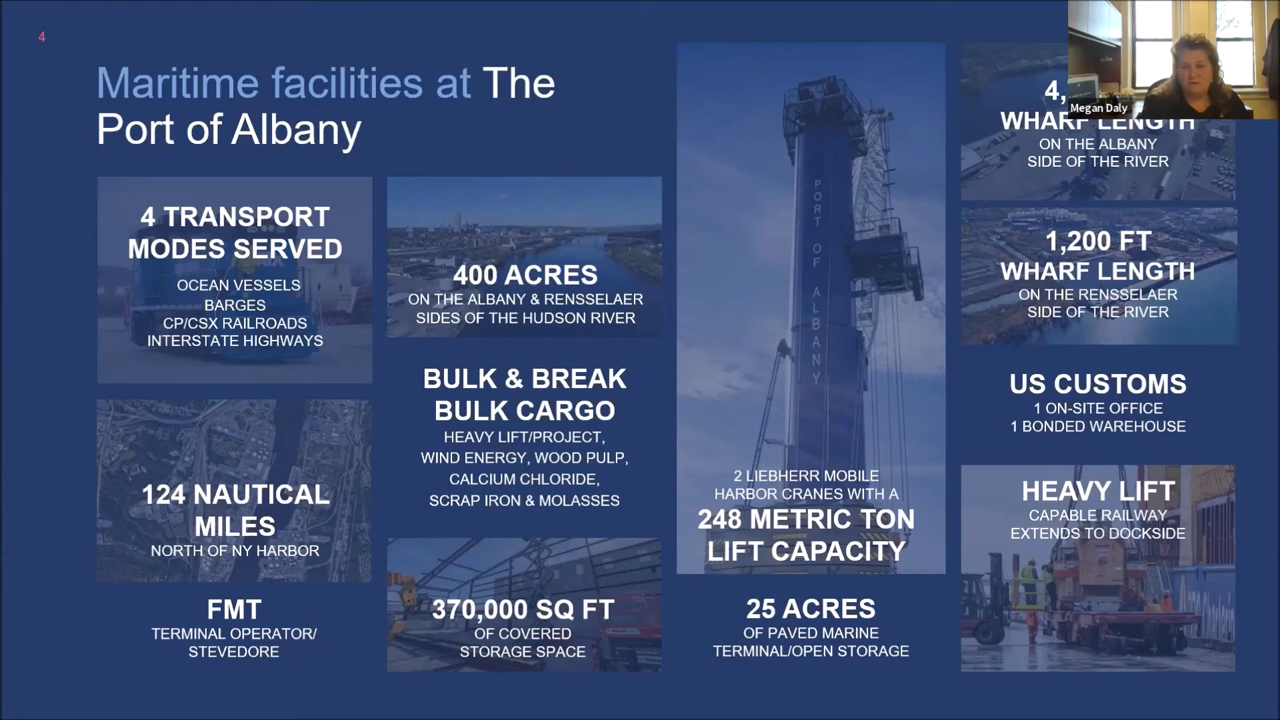 4
Maritime facilities at The
Port of Albany
4 TRANSPORT
MODES SERVED
OCEAN VESSELS
BARGES
CP/CSX RAILROADS
INTERSTATE HIGHWAYS
124 NAUTICAL
MILES
NORTH OF NY HARBOR
FMT
TERMINAL OPERATOR/
STEVEDORE
400 ACRES
ON THE ALBANY & RENSSELAER
SIDES OF THE HUDSON RIVER
BULK & BREAK
BULK CARGO
HEAVY LIFT/PROJECT,
WIND ENERGY, WOOD PULP,
CALCIUM CHLORIDE,
SCRAP IRON & MOLASSES
370,000 SQ FT
OF COVERED
STORAGE SPACE
PORT OF ALBANY
2 LIEBHERR MOBILE
HARBOR CRANES WITH A
248 METRIC TON
LIFT CAPACITY
25 ACRES
OF PAVED MARINE
TERMINAL/OPEN STORAGE
Megan Daly
4,
WHARF LENGTH
ON THE ALBANY
SIDE OF THE RIVER
1,200 FT
WHARF LENGTH
ON THE RENSSELAER
SIDE OF THE RIVER
US CUSTOMS
1 ON-SITE OFFICE
1 BONDED WAREHOUSE
HEAVY LIFT
CAPABLE RAILWAY
EXTENDS TO DOCKSIDE